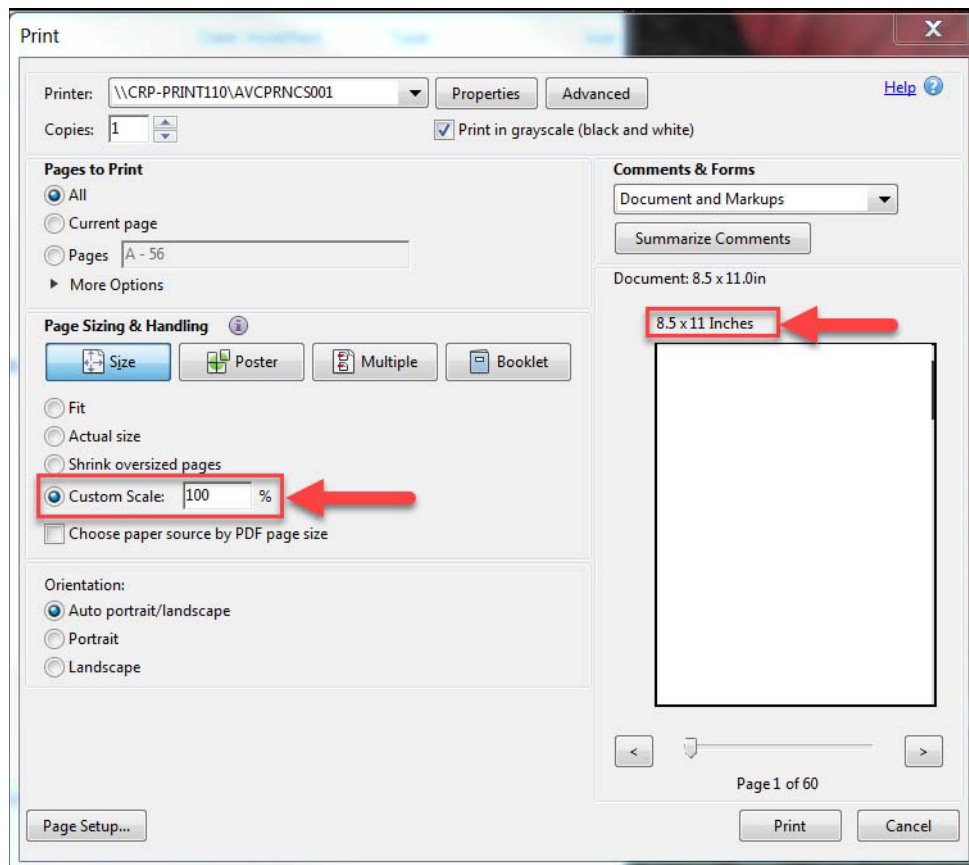 Print
X
Printer: \\CRP-PRINT110\AVCPRNCS001 Properties Advanced Help ?
Copies: 1 Print in grayscale (black and white)
Pages to Print
All
Current page
Pages A - 56
More Options
Page Sizing & Handling i
Size Poster Multiple Booklet
Fit
Actual size
Shrink oversized pages
Custom Scale: 100 %
Choose paper source by PDF page size
Orientation:
Auto portrait/landscape
Portrait
Landscape
Comments & Forms
Document and Markups
Summarize Comments
Document: 8.5 x 11.0in
8.5 x 11 Inches
< >
Page 1 of 60
Page Setup... Print Cancel